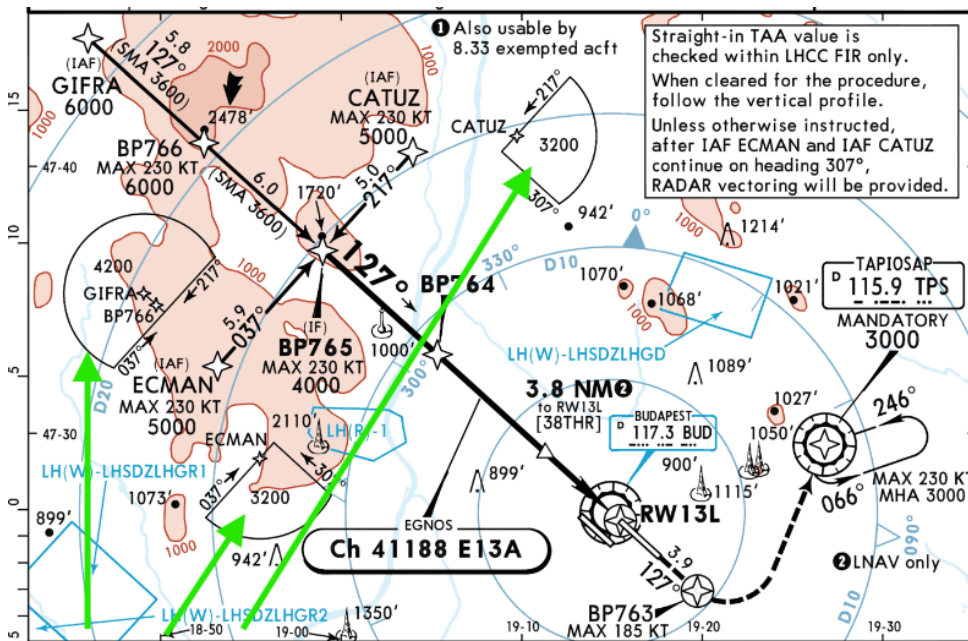 ❶ Also usable by
8.33 exempted acft
Straight-in TAA value is
checked within LHCC FIR only.
When cleared for the procedure,
follow the vertical profile.
Unless otherwise instructed,
after IAF ECMAN and IAF CATUZ
continue on heading 307°,
RADAR vectoring will be provided.
5.8
127°
(SMA 3600)
2000
1000
(IAF)
GIFRA
6000
2478'
(IAF)
CATUZ
MAX 230 KT
5000
1000
217°
CATUZ
3200
307°
15
1000
47-40
BP766
MAX 230 KT
6000
6.0
(SMA 3600)
1720'
5.0
217°
942'
1214'
1000
10
4200
GIFRA
BP766
217°
037°
1000
127°
330°
D10
0°
1070'
1068'
1000
1021'
TAPIOSAP
D 115.9 TPS
MANDATORY
3000
BP764
5.9
037°
(IF)
BP765
MAX 230 KT
4000
1000'
300°
LH(W)-LHSDZLHGD
1089'
5
D20
(IAF)
ECMAN
MAX 230 KT
5000
3.8 NM❷
to RW13L
[38THR]
BUDAPEST
D 117.3 BUD
1027'
1050'
246°
47-30
2110'
LH(R)-1
ECMAN
307°
037°
3200
LH(W)-LHSDZLHGR1
899'
900'
1115'
066°
MAX 230 KT
MHA 3000
0
899'
1073'
1000
942'
EGNOS
Ch 41188 E13A
RW13L
3.9
127°
090°
❷ LNAV only
BP763
MAX 185 KT
D10
LH(W)-LHSDZLHGR2
1350'
5
18-50
19-00
19-10
19-20
19-30